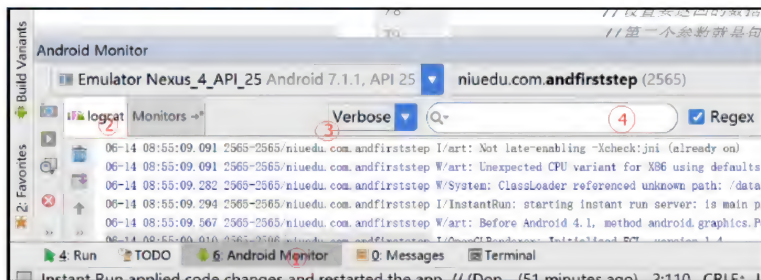 //设置要返回的数据
//第二个参数就是包
Build Variants
Android Monitor
Emulator Nexus_4_API_25 Android 7.1.1, API 25
niuedu.com.andfirststep (2565)
logcat
Monitors
②
Verbose
③
④
Regex
06-14 08:55:09.091 2565-2565/niuedu.com.andfirststep I/art: Not late-enabling -Xcheck:jni (already on)
06-14 08:55:09.091 2565-2565/niuedu.com.andfirststep W/art: Unexpected CPU variant for X86 using defaults
06-14 08:55:09.282 2565-2565/niuedu.com.andfirststep W/System: ClassLoader referenced unknown path: /data
06-14 08:55:09.294 2565-2565/niuedu.com.andfirststep I/InstantRun: starting instant run server: is main p
06-14 08:55:09.567 2565-2565/niuedu.com.andfirststep W/art: Before Android 4.1, method android.graphics.P
2: Favorites
4: Run
TODO
6: Android Monitor
①
0: Messages
Terminal
Instant Run applied code changes and restarted the app. // (Don... (51 minutes ago) 2:110 CRLF: